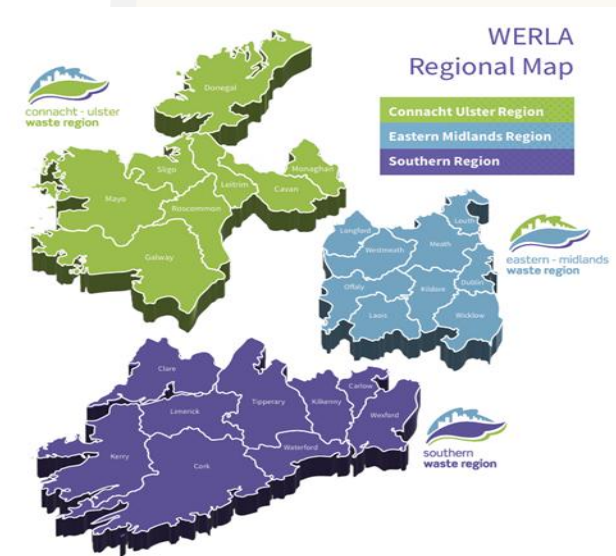 WERLA
Regional Map
Connacht Ulster Region
Eastern Midlands Region
Southern Region
connacht - ulster
waste region
Donegal
Sligo
Leitrim
Monaghan
Cavan
Mayo
Roscommon
Galway
Longford
Louth
Meath
Westmeath
Offaly
Kildare
Dublin
Laois
Wicklow
eastern - midlands
waste region
Clare
Limerick
Tipperary
Kilkenny
Carlow
Wexford
Kerry
Cork
Waterford
southern
waste region